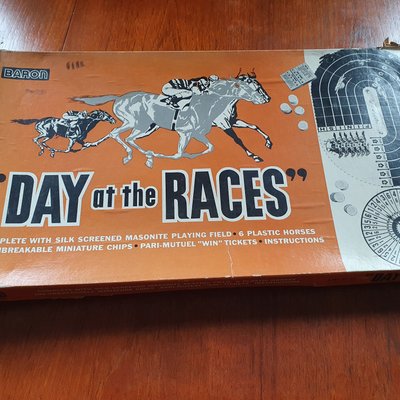 BARON
"DAY at the RACES"
PLETE WITH SILK SCREENED MASONITE PLAYING FIELD • 6 PLASTIC HORSES
NBREAKABLE MINIATURE CHIPS • PARI-MUTUEL "WIN" TICKETS • INSTRUCTIONS